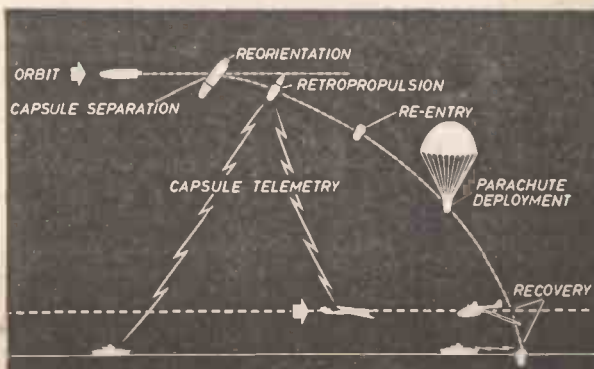 REORIENTATION
ORBIT
RETROPROPULSION
CAPSULE SEPARATION
RE-ENTRY
CAPSULE TELEMETRY
PARACHUTE
DEPLOYMENT
RECOVERY